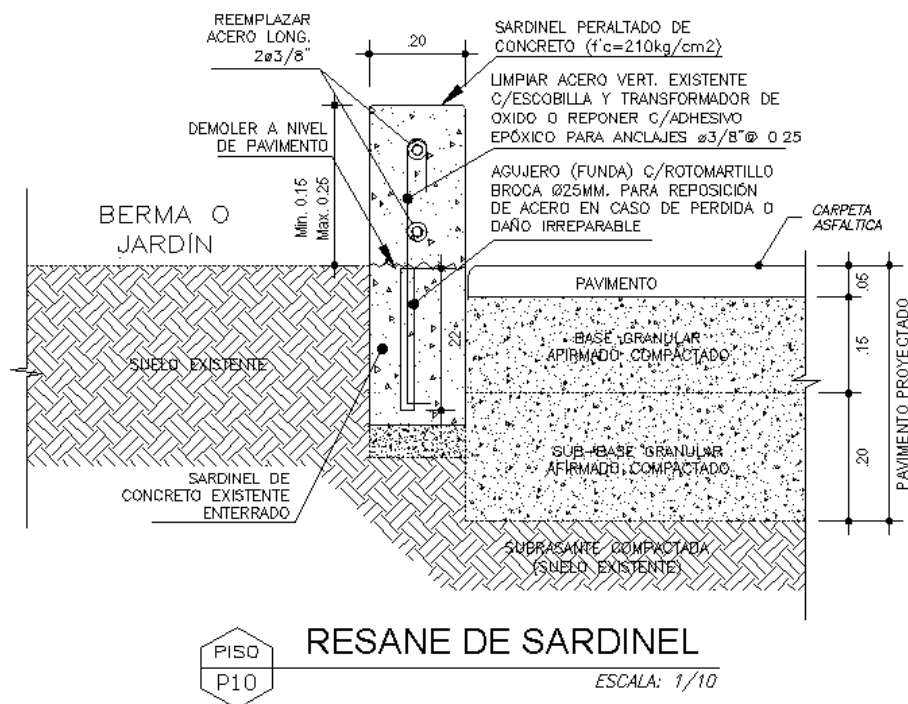 REEMPLAZAR
ACERO LONG.
2ø3/8"
.20
SARDINEL PERALTADO DE
CONCRETO (f'c=210kg/cm2)
LIMPIAR ACERO VERT. EXISTENTE
C/ESCOBILLA Y TRANSFORMADOR DE
OXIDO O REPONER C/ADHESIVO
EPÓXICO PARA ANCLAJES ø3/8"@ 0.25
DEMOLER A NIVEL
DE PAVIMENTO
Min. 0.15
Max. 0.25
AGUJERO (FUNDA) C/ROTOMARTILLO
BROCA Ø25MM. PARA REPOSICIÓN
DE ACERO EN CASO DE PERDIDA O
DAÑO IRREPARABLE
BERMA O
JARDÍN
CARPETA
ASFALTICA
PAVIMENTO
.05
SUELO EXISTENTE
.22
BASE GRANULAR
AFIRMADO COMPACTADO
.15
SUB-BASE GRANULAR
AFIRMADO COMPACTADO
.20
PAVIMENTO PROYECTADO
SARDINEL DE
CONCRETO EXISTENTE
ENTERRADO
SUBRASANTE COMPACTADA
(SUELO EXISTENTE)
PISO
P10
RESANE DE SARDINEL
ESCALA: 1/10